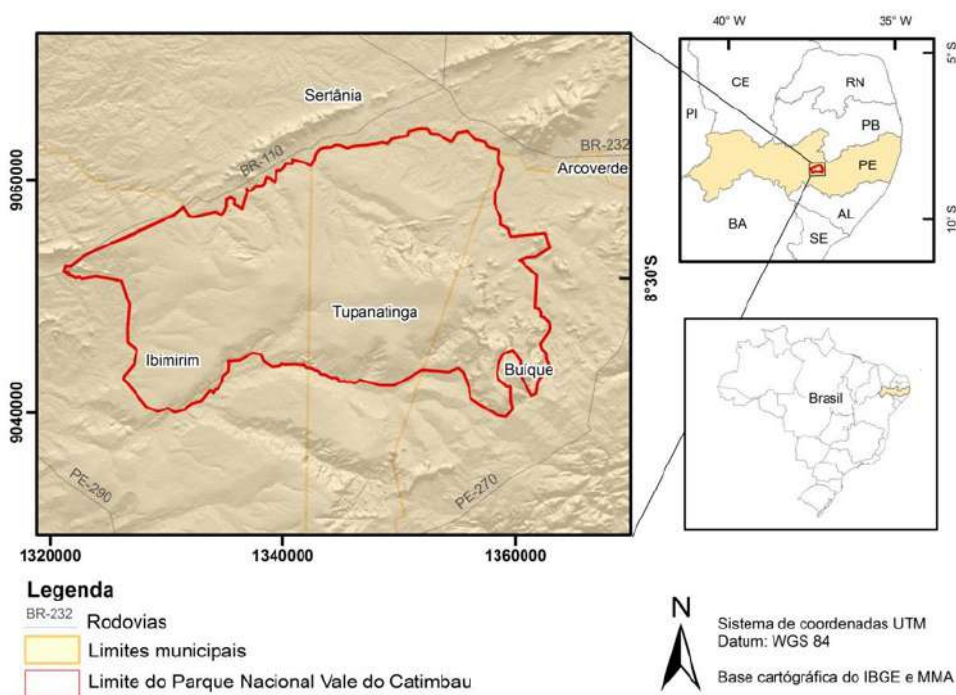 Sertânia
BR-110
BR-232
Arcoverde
Tupanatinga
Ibimirim
Buíque
PE-290
PE-270
9060000
9040000
1320000
1340000
1360000
8°30'S
40° W
35° W
5° S
10° S
CE
RN
PI
PB
PE
BA
AL
SE
Brasil
Legenda
BR-232 Rodovias
Limites municipais
Limite do Parque Nacional Vale do Catimbau
N
Sistema de coordenadas UTM
Datum: WGS 84
Base cartógráfica do IBGE e MMA